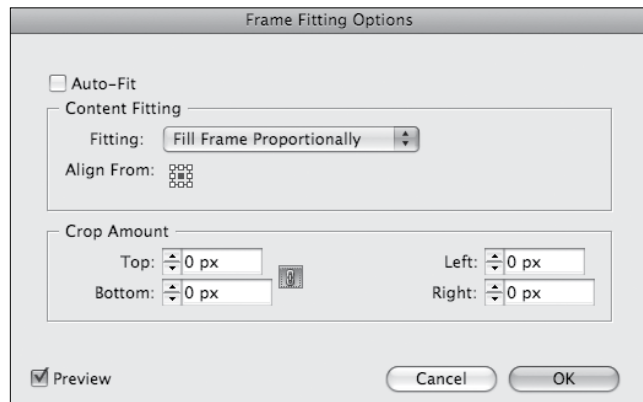 Frame Fitting Options
Auto-Fit
Content Fitting
Fitting: Fill Frame Proportionally
Align From:
Crop Amount
Top: 0 px Left: 0 px
Bottom: 0 px Right: 0 px
Preview Cancel OK